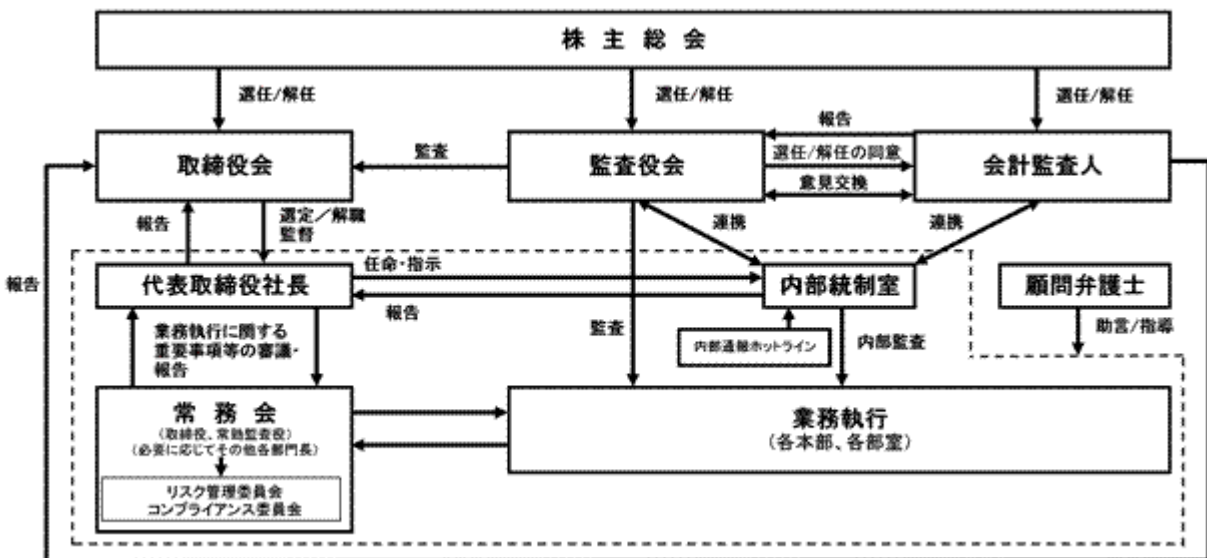 株主総会
選任/解任
選任/解任
選任/解任
取締役会
監査
監査役会
報告
選任/解任の同意
意見交換
会計監査人
報告
選定／解職
監督
連携
連携
報告
代表取締役社長
任命・指示
報告
内部統制室
顧問弁護士
業務執行に関する
重要事項等の審議・
報告
監査
内部通報ホットライン
内部監査
助言/指導
常務会
(取締役、常勤監査役)
(必要に応じてその他各部門長)
リスク管理委員会
コンプライアンス委員会
業務執行
(各本部、各部室)